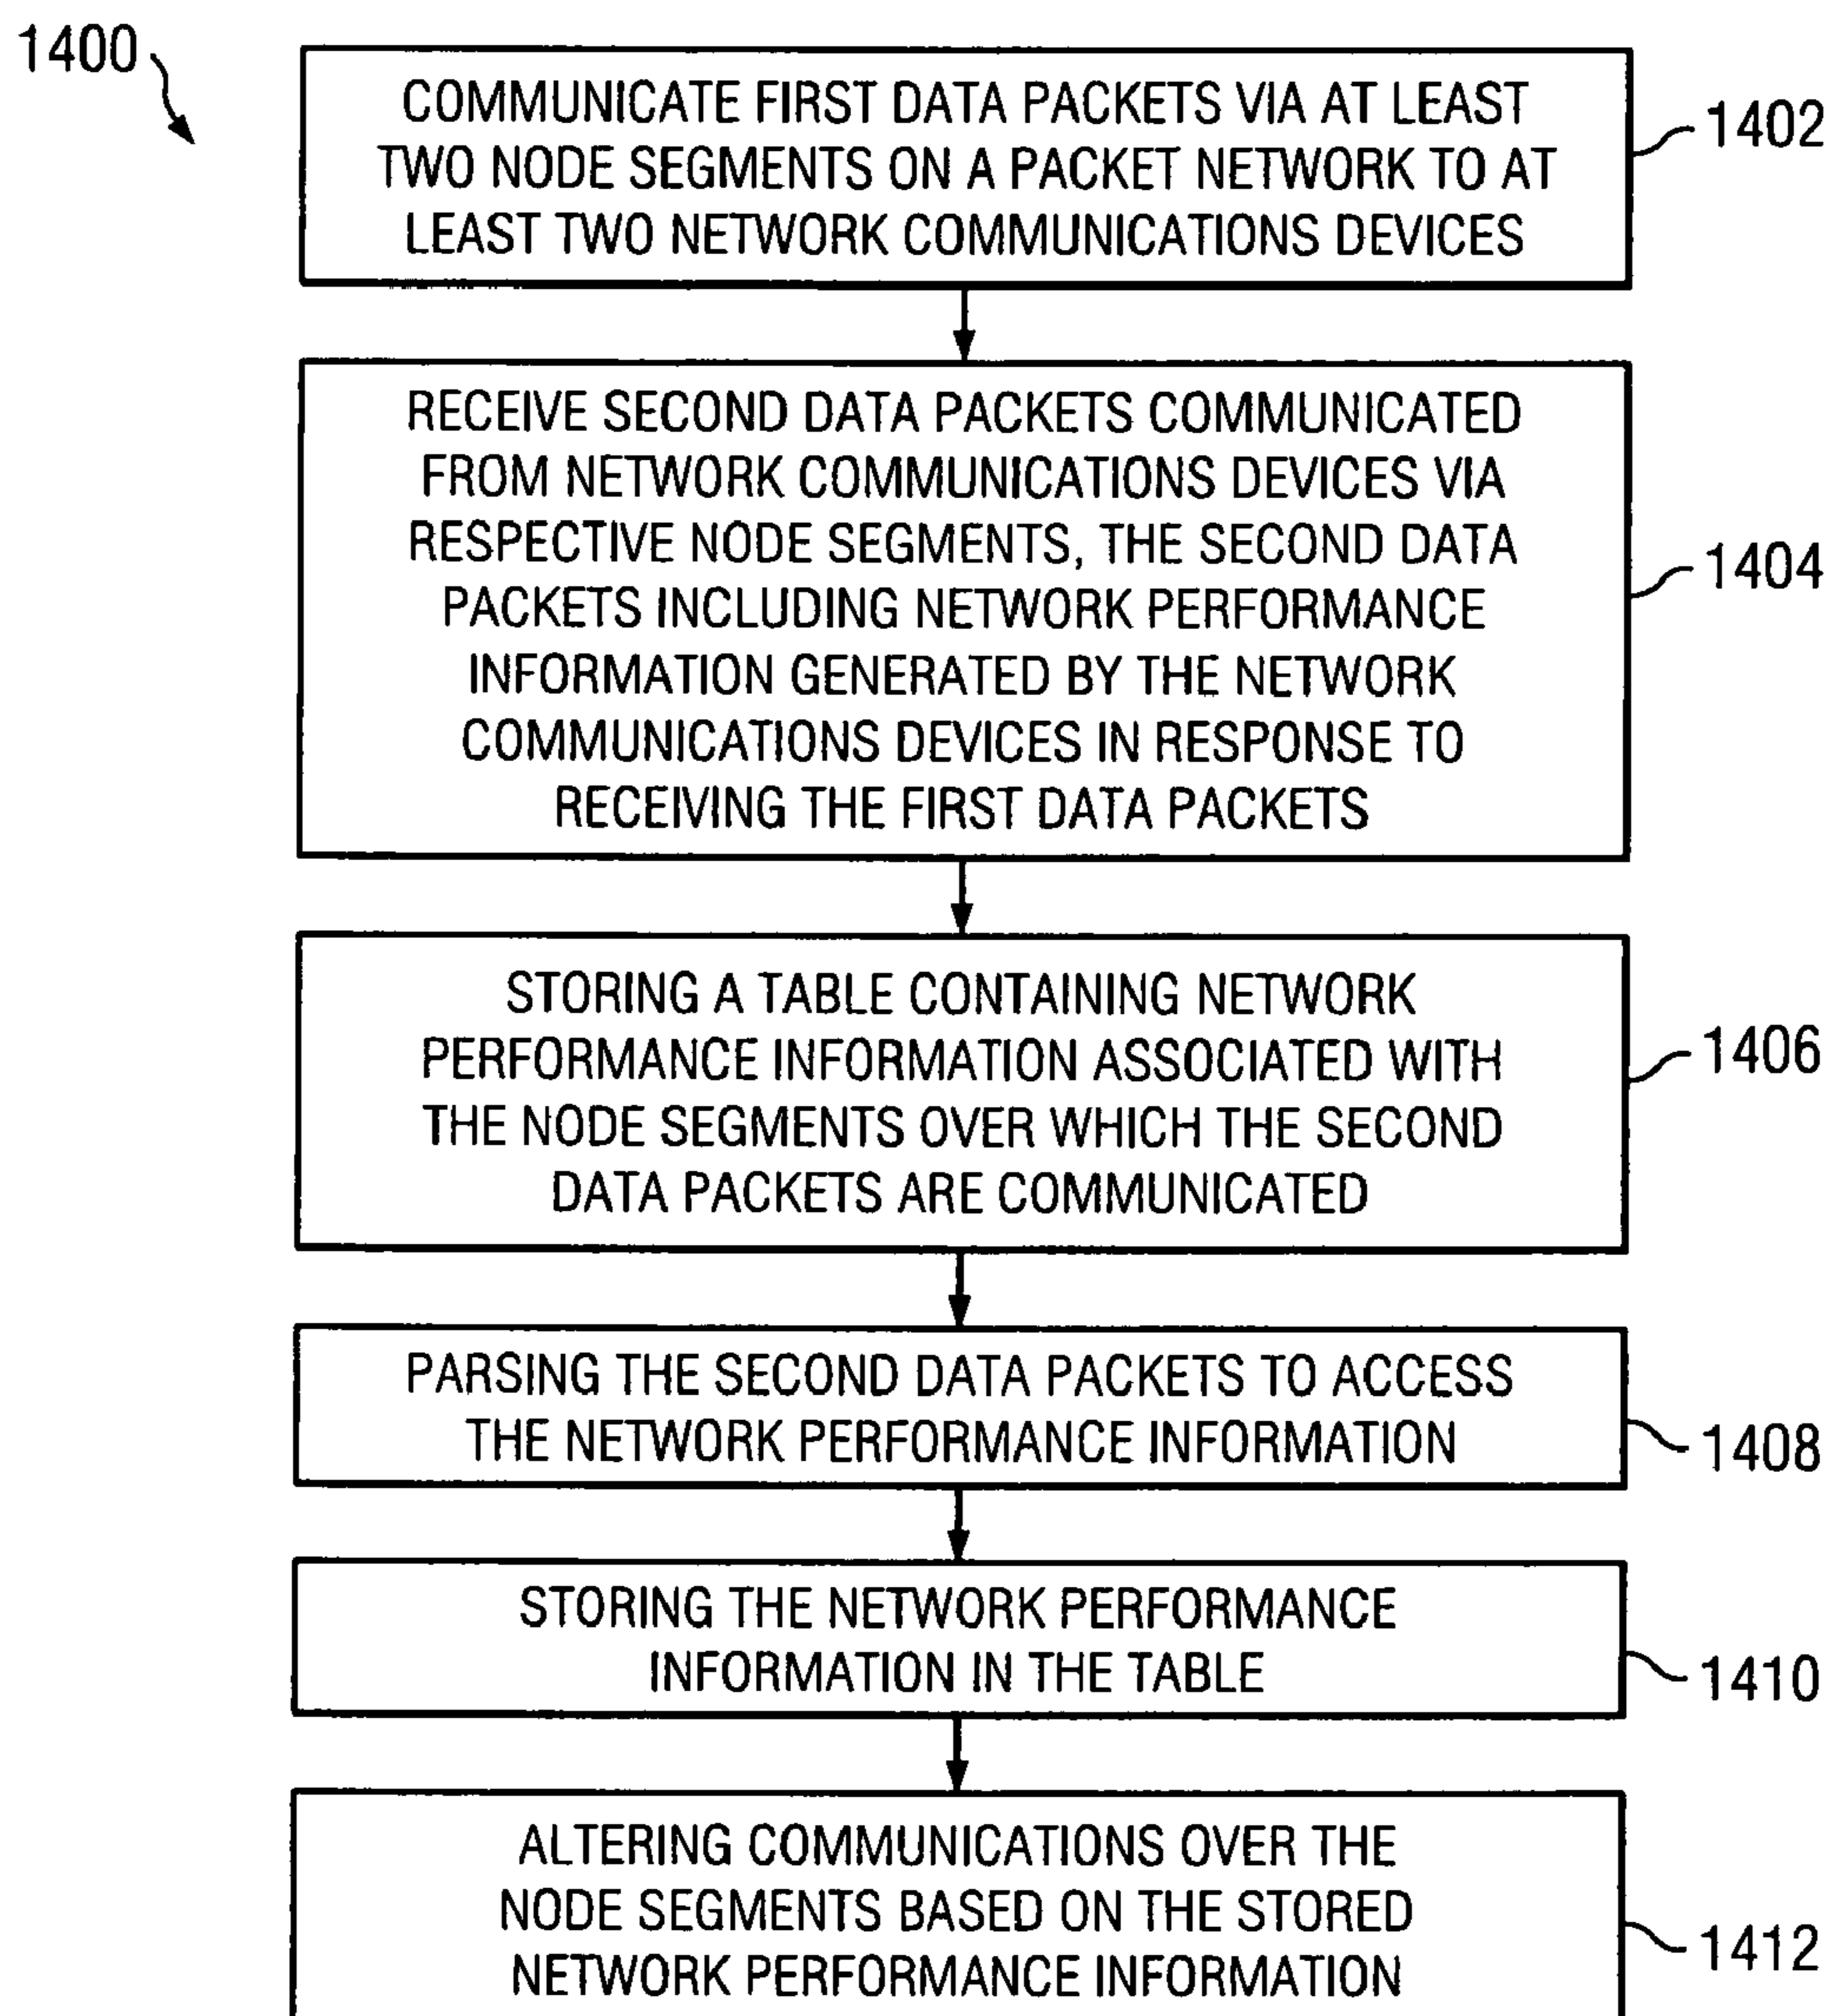 1400
COMMUNICATE FIRST DATA PACKETS VIA AT LEAST
TWO NODE SEGMENTS ON A PACKET NETWORK TO AT
LEAST TWO NETWORK COMMUNICATIONS DEVICES
1402
RECEIVE SECOND DATA PACKETS COMMUNICATED
FROM NETWORK COMMUNICATIONS DEVICES VIA
RESPECTIVE NODE SEGMENTS, THE SECOND DATA
PACKETS INCLUDING NETWORK PERFORMANCE
INFORMATION GENERATED BY THE NETWORK
COMMUNICATIONS DEVICES IN RESPONSE TO
RECEIVING THE FIRST DATA PACKETS
1404
STORING A TABLE CONTAINING NETWORK
PERFORMANCE INFORMATION ASSOCIATED WITH
THE NODE SEGMENTS OVER WHICH THE SECOND
DATA PACKETS ARE COMMUNICATED
1406
PARSING THE SECOND DATA PACKETS TO ACCESS
THE NETWORK PERFORMANCE INFORMATION
1408
STORING THE NETWORK PERFORMANCE
INFORMATION IN THE TABLE
1410
ALTERING COMMUNICATIONS OVER THE
NODE SEGMENTS BASED ON THE STORED
NETWORK PERFORMANCE INFORMATION
1412